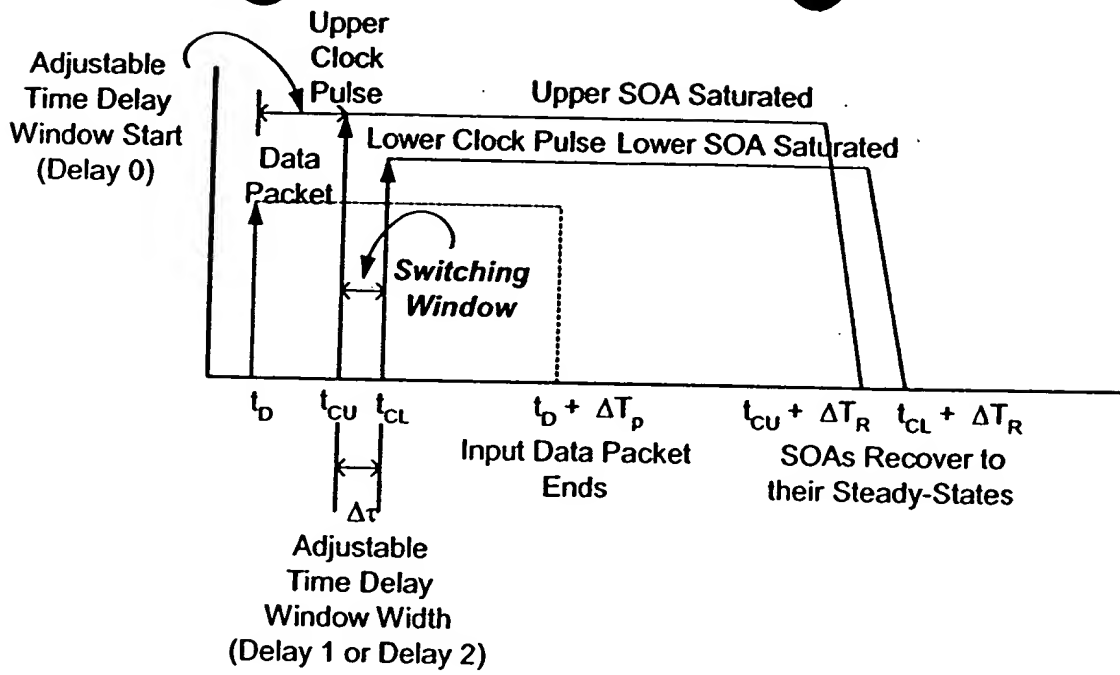 Adjustable
Time Delay
Window Start
(Delay 0)
Upper
Clock
Pulse
Upper SOA Saturated
Lower Clock Pulse Lower SOA Saturated
Data
Packet
Switching
Window
t_D
t_CU
t_CL
t_D + ΔT_p
Input Data Packet
Ends
t_CU + ΔT_R
t_CL + ΔT_R
SOAs Recover to
their Steady-States
Δτ
Adjustable
Time Delay
Window Width
(Delay 1 or Delay 2)